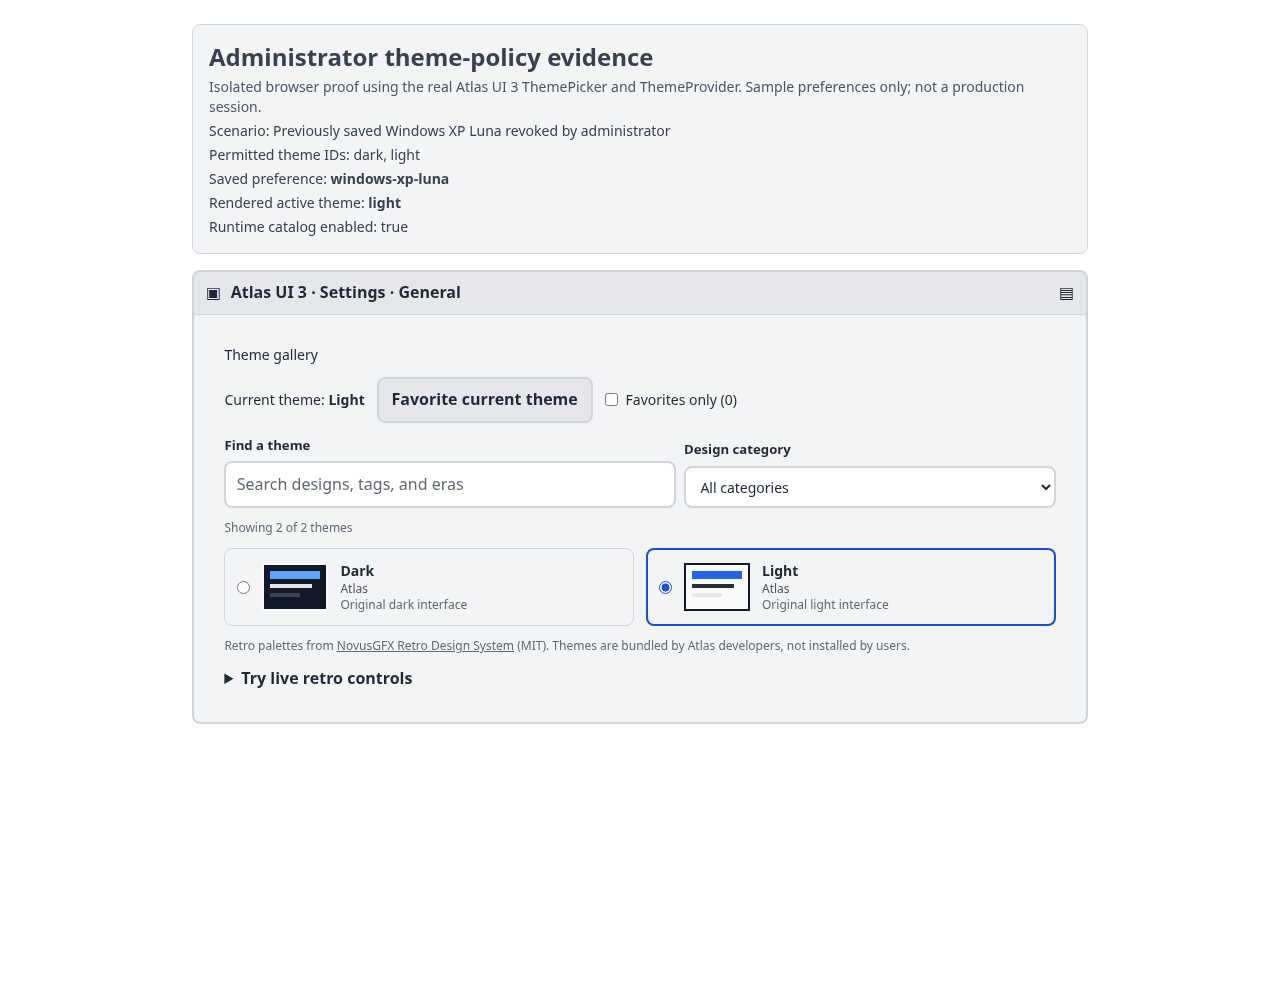 Administrator theme-policy evidence
Isolated browser proof using the real Atlas UI 3 ThemePicker and ThemeProvider. Sample preferences only; not a production
session.
Scenario: Previously saved Windows XP Luna revoked by administrator
Permitted theme IDs: dark, light
Saved preference: windows-xp-luna
Rendered active theme: light
Runtime catalog enabled: true
Atlas UI 3 · Settings · General
Theme gallery
Current theme: Light Favorite current theme Favorites only (0)
Find a theme Design category
Search designs, tags, and eras All categories
Showing 2 of 2 themes
Dark
Atlas
Original dark interface
Light
Atlas
Original light interface
Retro palettes from NovusGFX Retro Design System (MIT). Themes are bundled by Atlas developers, not installed by users.
Try live retro controls